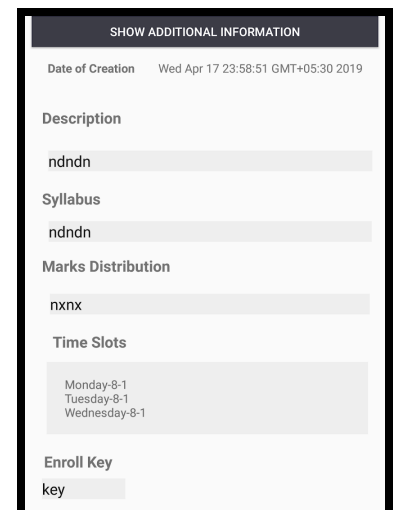 SHOW ADDITIONAL INFORMATION
Date of Creation Wed Apr 17 23:58:51 GMT+05:30 2019
Description
ndndn
Syllabus
ndndn
Marks Distribution
nxnx
Time Slots
Monday-8-1
Tuesday-8-1
Wednesday-8-1
Enroll Key
key